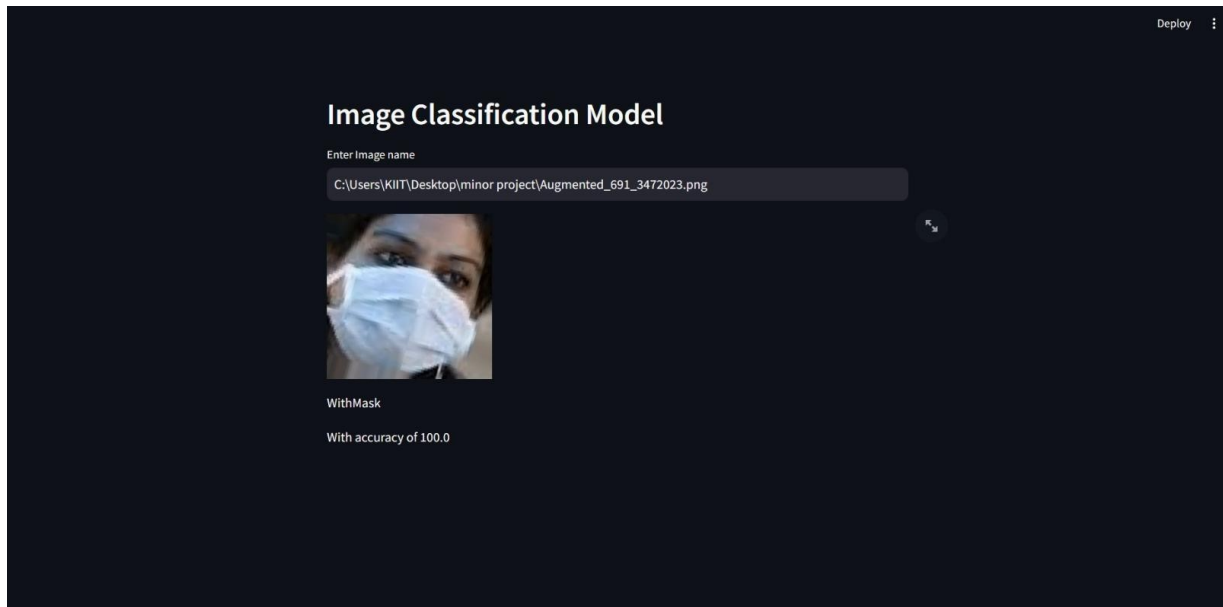 Deploy
Image Classification Model
Enter Image name
C:\Users\KIIT\Desktop\minor project\Augmented_691_3472023.png
WithMask
With accuracy of 100.0